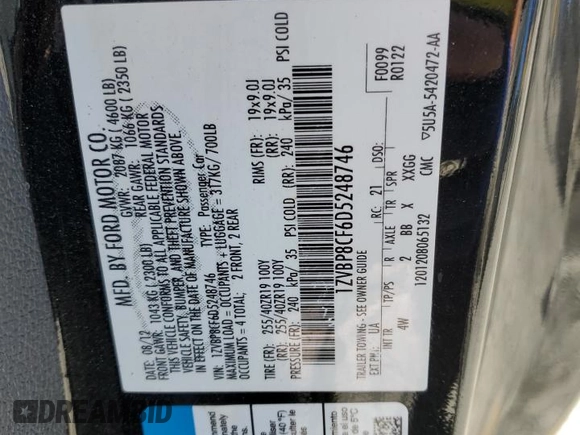 MFD. BY FORD MOTOR CO.
DATE: 08/12 GVWR: 2087 KG ( 4600 LB)
FRONT GAWR: 1043 KG ( 2300 LB) REAR GAWR: 1066 KG ( 2350 LB)
THIS VEHICLE CONFORMS TO ALL APPLICABLE FEDERAL MOTOR
VEHICLE SAFETY, BUMPER, AND THEFT PREVENTION STANDARDS
IN EFFECT ON THE DATE OF MANUFACTURE SHOWN ABOVE.
VIN: 1ZVBP8CF6D5248746 TYPE: Passenger Car
MAXIMUM LOAD = OCCUPANTS + LUGGAGE = 317KG/ 700LB
OCCUPANTS = 4 TOTAL; 2 FRONT, 2 REAR
TIRE (FR): 255/40ZR19 100Y RIMS (FR): 19x9.0J
(RR): 255/40ZR19 100Y (RR): 19x9.0J
PRESSURE (FR): 240 kPa/ 35 PSI COLD (RR): 240 kPa/ 35 PSI COLD
1ZVBP8CF6D5248746
F0099
R0122
TRAILER TOWING - SEE OWNER GUIDE
EXT PNT: UA RC: 21 DSO:
INT TR TP/PS R AXLE TR SPR
4W 2 BB X XXGG
1201208065132 CMC
▽5U5A-5420472-AA
DREAMBID